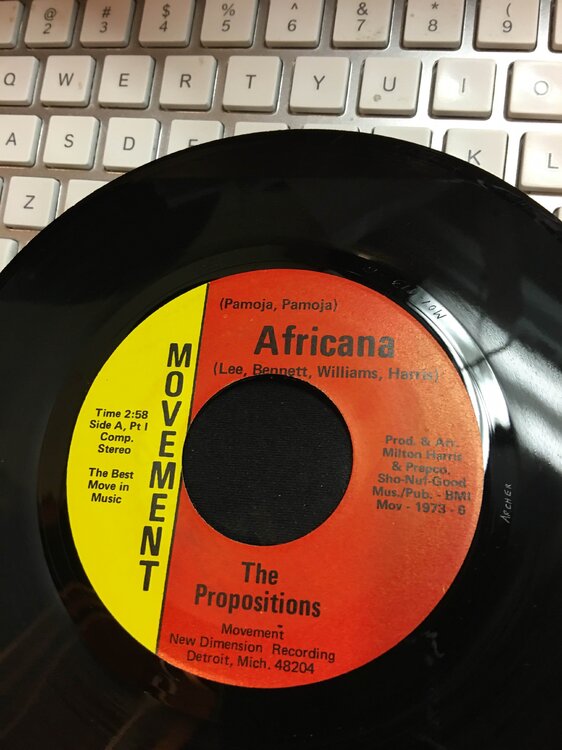 @ # $ % ^ & * (
2 3 4 5 6 7 8 9
Q W E R T Y U I O
A S D F K L
Z
(Pamoja, Pamoja)
Africana
(Lee, Bennett, Williams, Harris)
MOVEMENT
Time 2:58
Side A, Pt I
Comp.
Stereo
The Best
Move in
Music
Prod. & Arr.
Milton Harris
& Prapco.
Sho-Nuf-Good
Mus./Pub. - BMI
Mov - 1973 - 6
The
Propositions
Movement
New Dimension Recording
Detroit, Mich. 48204
ARCHER
MOV